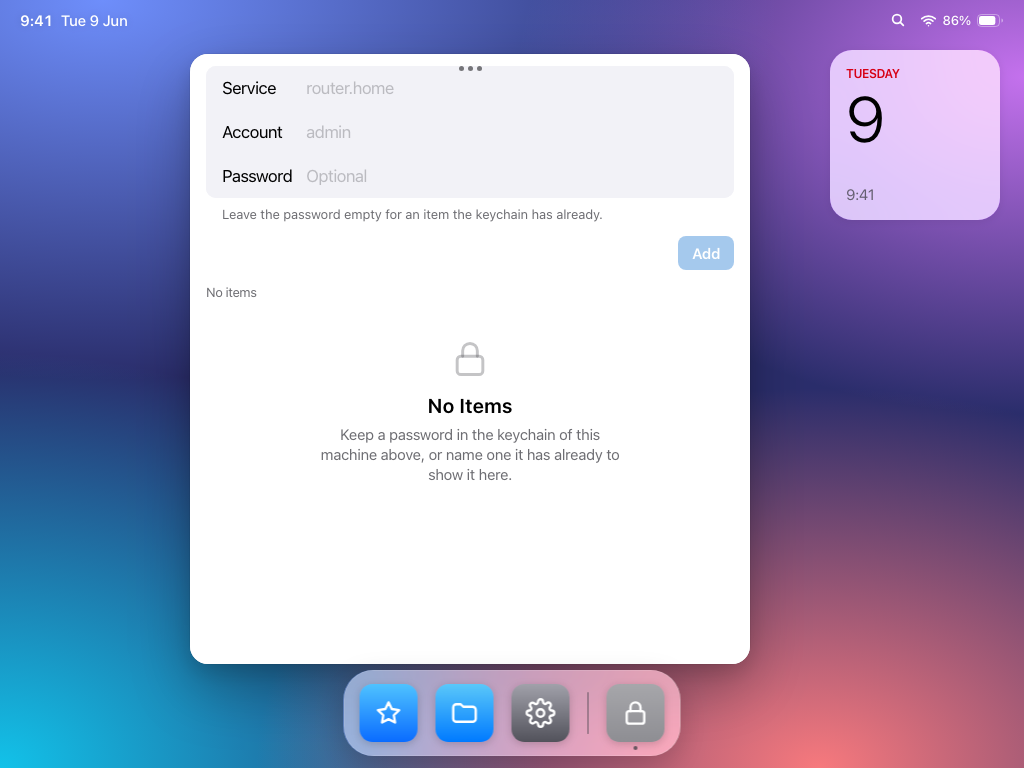 9:41 Tue 9 Jun
86%
Service router.home
Account admin
Password Optional
Leave the password empty for an item the keychain has already.
Add
No items
No Items
Keep a password in the keychain of this
machine above, or name one it has already to
show it here.
TUESDAY
9
9:41